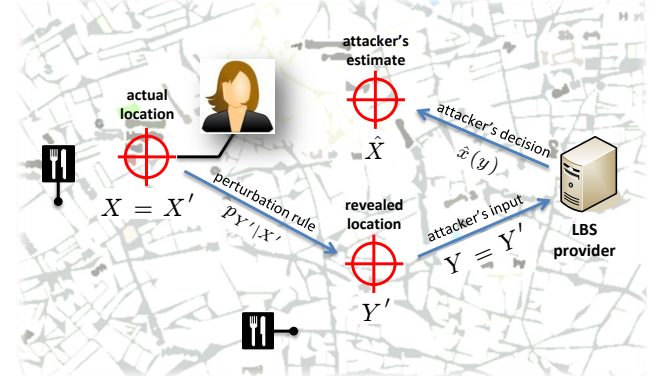 attacker's
estimate
actual
location
X̂
attacker's decision
x̂(y)
X = X′
perturbation rule
p_{Y′|X′}
revealed
location
attacker's input
Y = Y′
LBS
provider
Y′